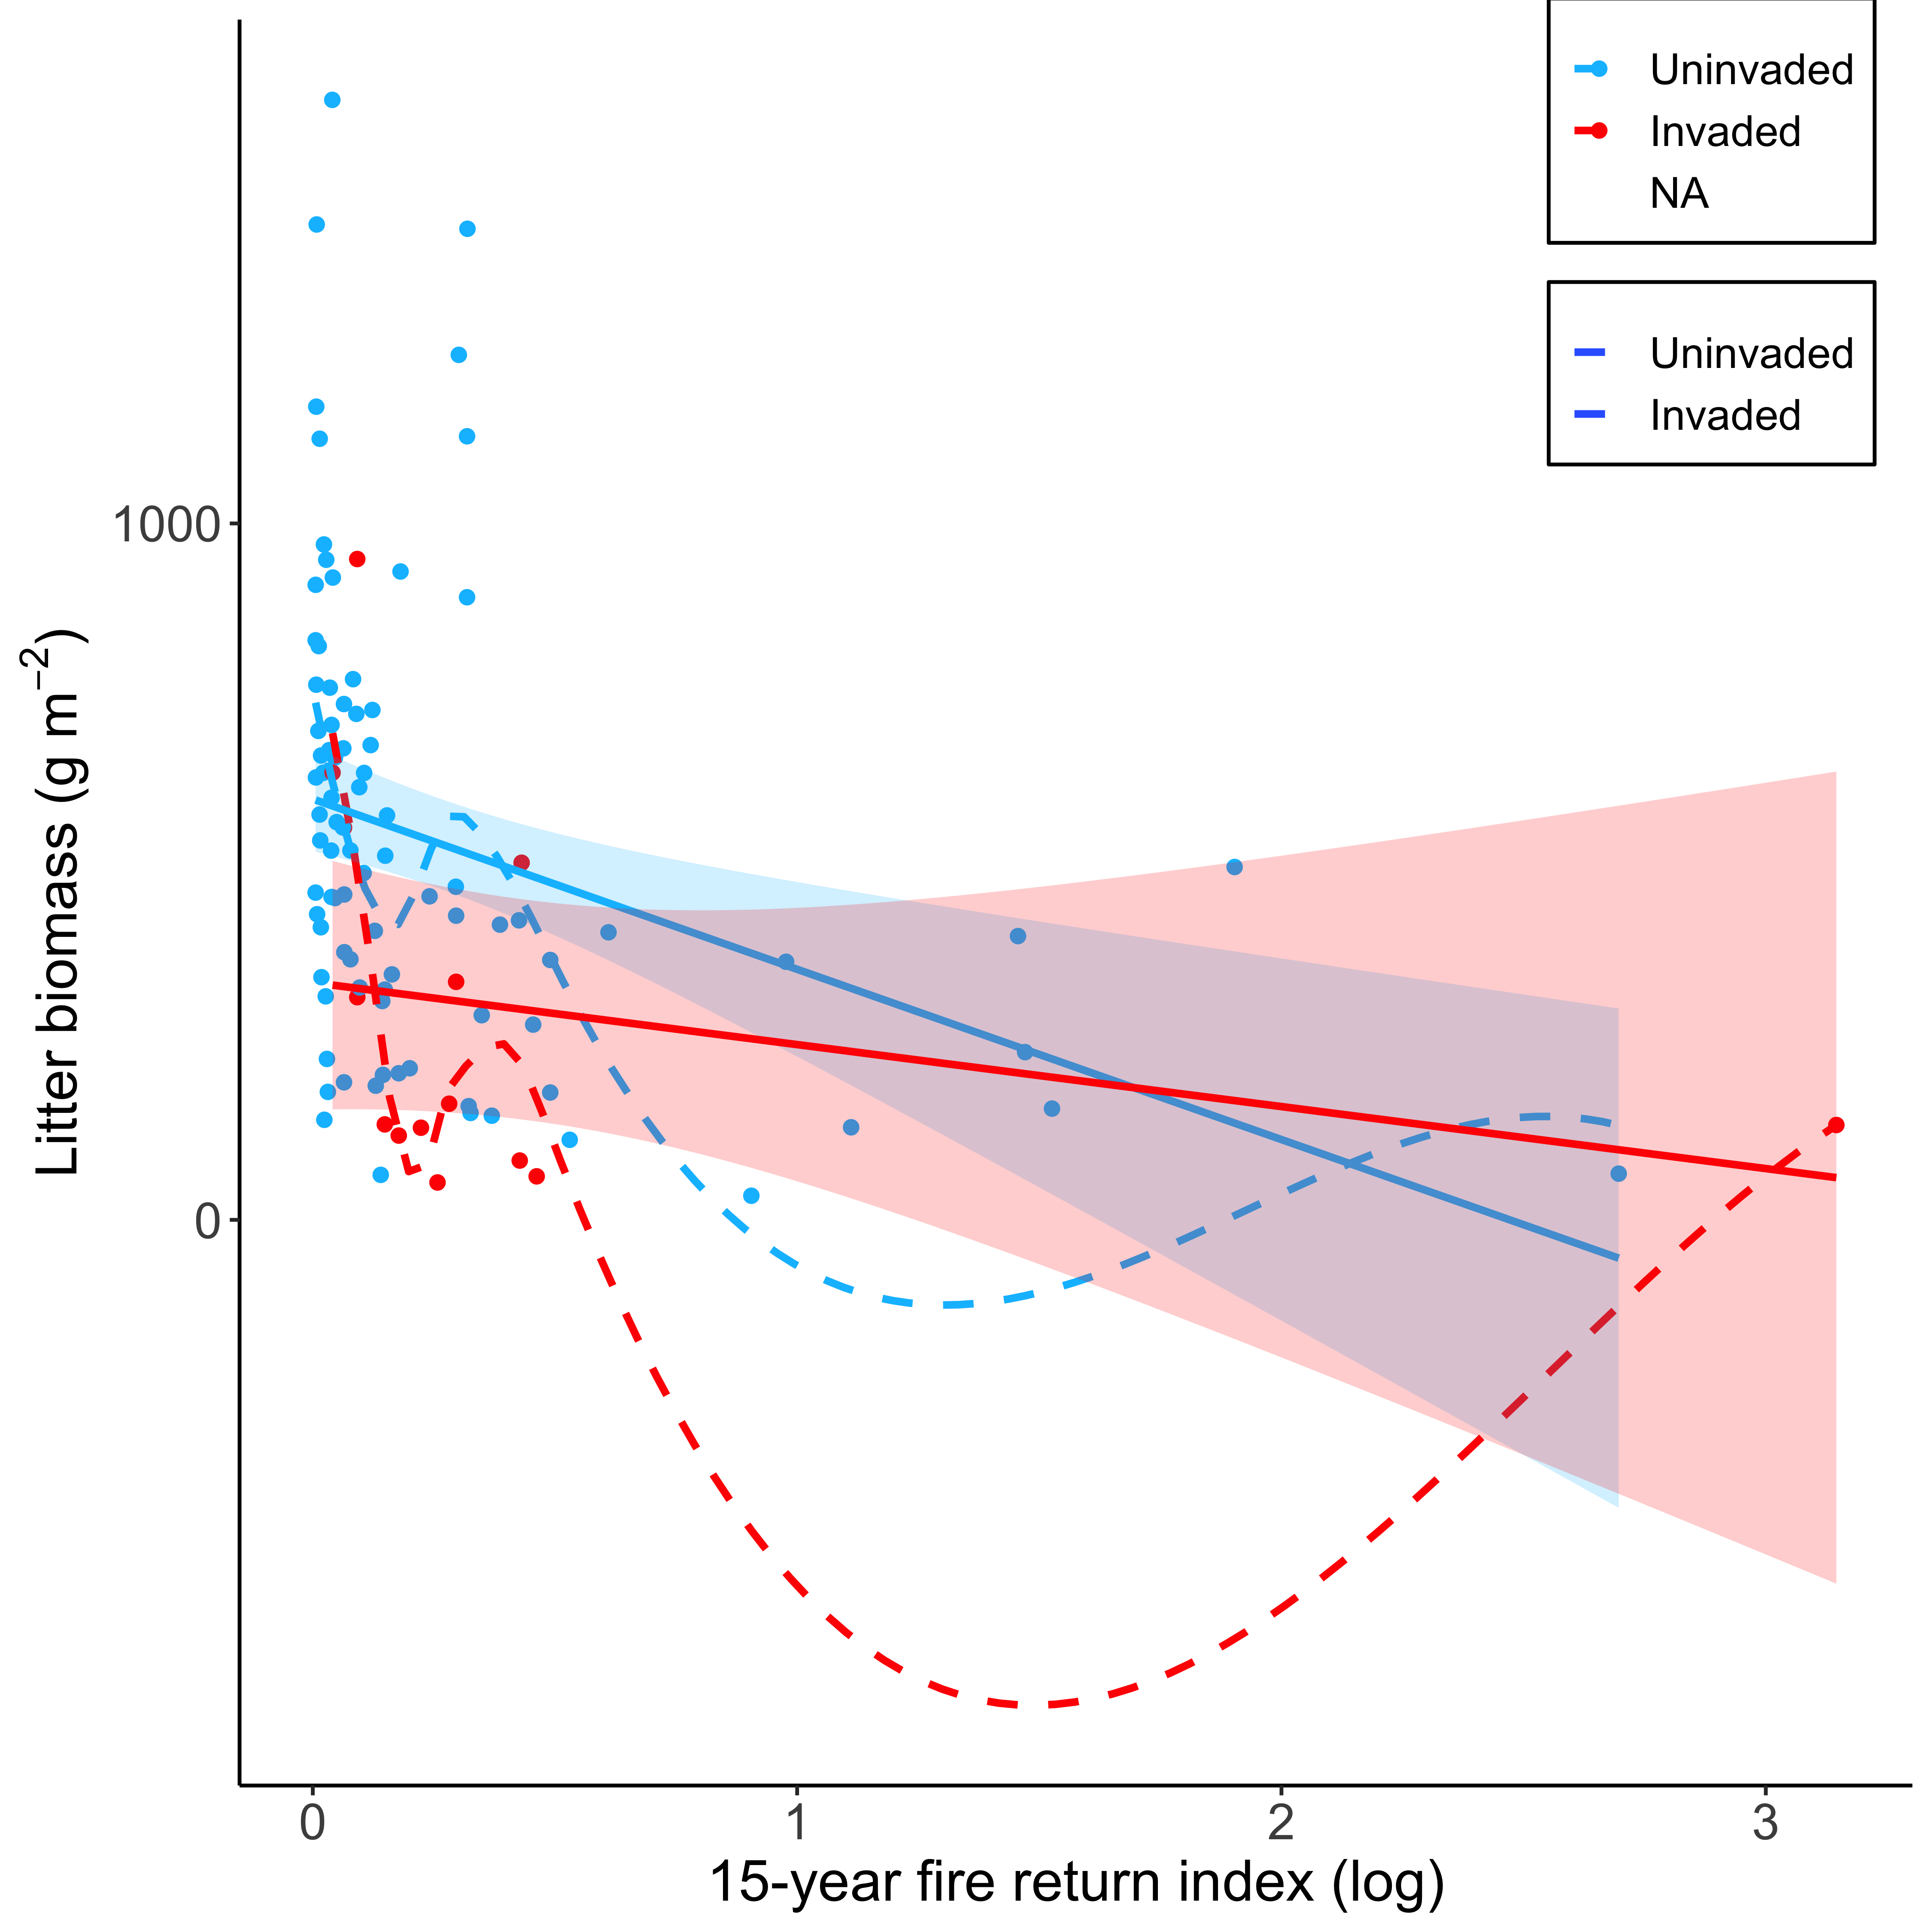 Uninvaded
Invaded
NA
Uninvaded
Invaded
1000
0
Litter biomass (g m⁻²)
0 1 2 3
15-year fire return index (log)